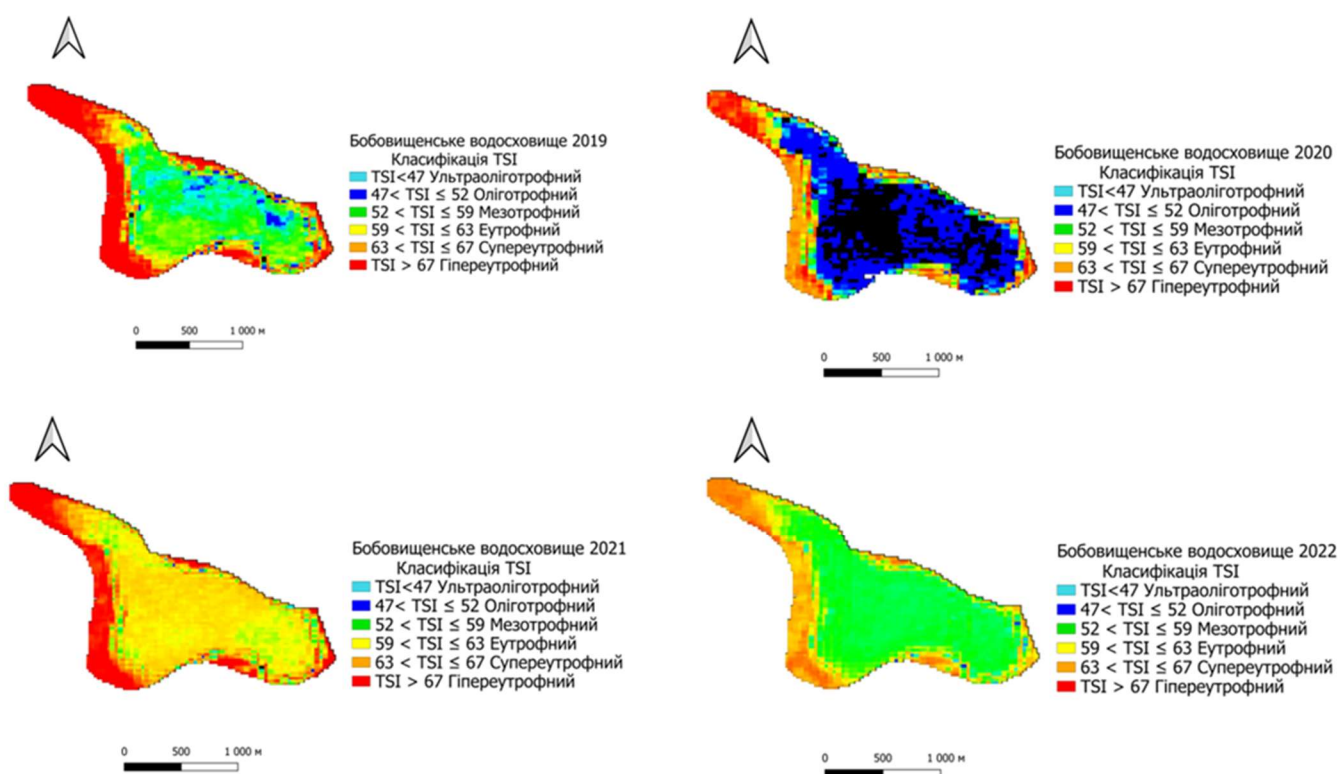 Бобовищенське водосховище 2019
Класифікація TSI
TSI<47 Ультраоліготрофний
47< TSI ≤ 52 Оліготрофний
52 < TSI ≤ 59 Мезотрофний
59 < TSI ≤ 63 Еутрофний
63 < TSI ≤ 67 Супереутрофний
TSI > 67 Гіпереутрофний
0 500 1 000 м
Бобовищенське водосховище 2020
Класифікація TSI
TSI<47 Ультраоліготрофний
47< TSI ≤ 52 Оліготрофний
52 < TSI ≤ 59 Мезотрофний
59 < TSI ≤ 63 Еутрофний
63 < TSI ≤ 67 Супереутрофний
TSI > 67 Гіпереутрофний
0 500 1 000 м
Бобовищенське водосховище 2021
Класифікація TSI
TSI<47 Ультраоліготрофний
47< TSI ≤ 52 Оліготрофний
52 < TSI ≤ 59 Мезотрофний
59 < TSI ≤ 63 Еутрофний
63 < TSI ≤ 67 Супереутрофний
TSI > 67 Гіпереутрофний
0 500 1 000 м
Бобовищенське водосховище 2022
Класифікація TSI
TSI<47 Ультраоліготрофний
47< TSI ≤ 52 Оліготрофний
52 < TSI ≤ 59 Мезотрофний
59 < TSI ≤ 63 Еутрофний
63 < TSI ≤ 67 Супереутрофний
TSI > 67 Гіпереутрофний
0 500 1 000 м